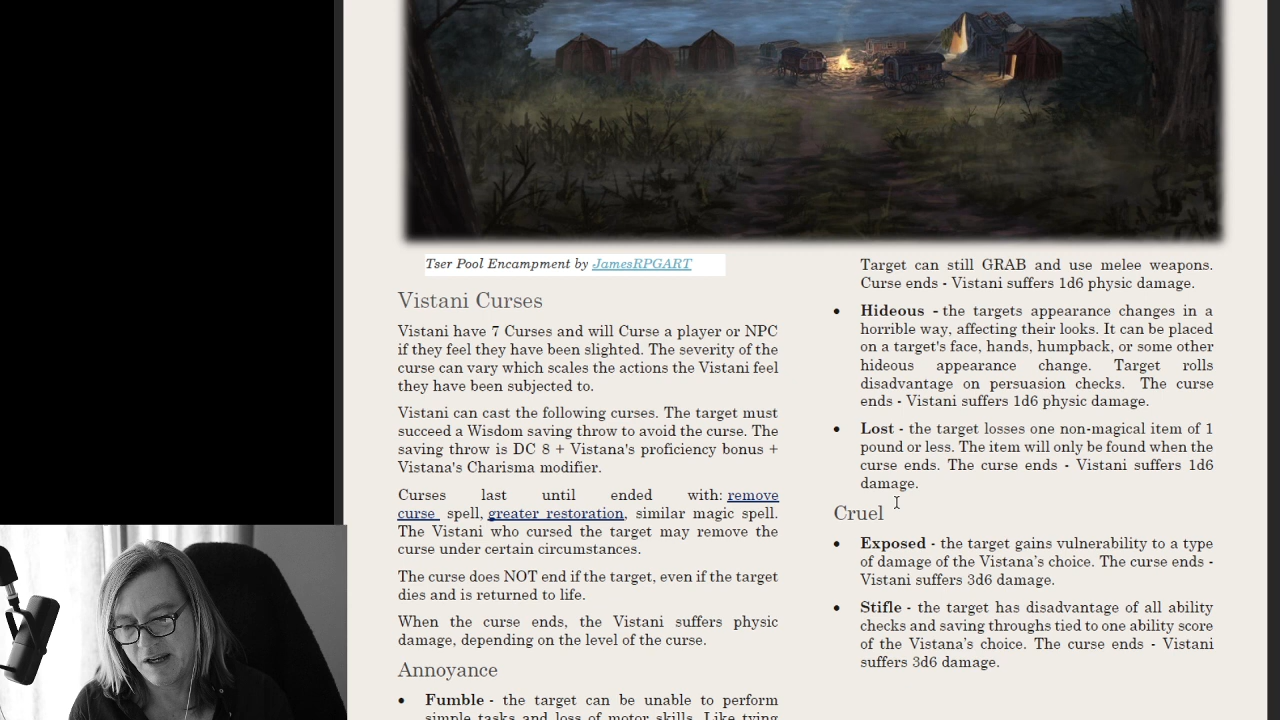 Tser Pool Encampment by JamesRPGART
Vistani Curses
Vistani have 7 Curses and will Curse a player or NPC
if they feel they have been slighted. The severity of the
curse can vary which scales the actions the Vistani feel
they have been subjected to.
Vistani can cast the following curses. The target must
succeed a Wisdom saving throw to avoid the curse. The
saving throw is DC 8 + Vistana's proficiency bonus +
Vistana's Charisma modifier.
Curses last until ended with: remove
curse spell, greater restoration, similar magic spell.
The Vistani who cursed the target may remove the
curse under certain circumstances.
The curse does NOT end if the target, even if the target
dies and is returned to life.
When the curse ends, the Vistani suffers physic
damage, depending on the level of the curse.
Annoyance
• Fumble - the target can be unable to perform
simple tasks and loss of motor skills. Like tying
Target can still GRAB and use melee weapons.
Curse ends - Vistani suffers 1d6 physic damage.
• Hideous - the targets appearance changes in a
horrible way, affecting their looks. It can be placed
on a target's face, hands, humpback, or some other
hideous appearance change. Target rolls
disadvantage on persuasion checks. The curse
ends - Vistani suffers 1d6 physic damage.
• Lost - the target losses one non-magical item of 1
pound or less. The item will only be found when the
curse ends. The curse ends - Vistani suffers 1d6
damage.
Cruel
• Exposed - the target gains vulnerability to a type
of damage of the Vistana's choice. The curse ends -
Vistani suffers 3d6 damage.
• Stifle - the target has disadvantage of all ability
checks and saving throughs tied to one ability score
of the Vistana’s choice. The curse ends - Vistani
suffers 3d6 damage.